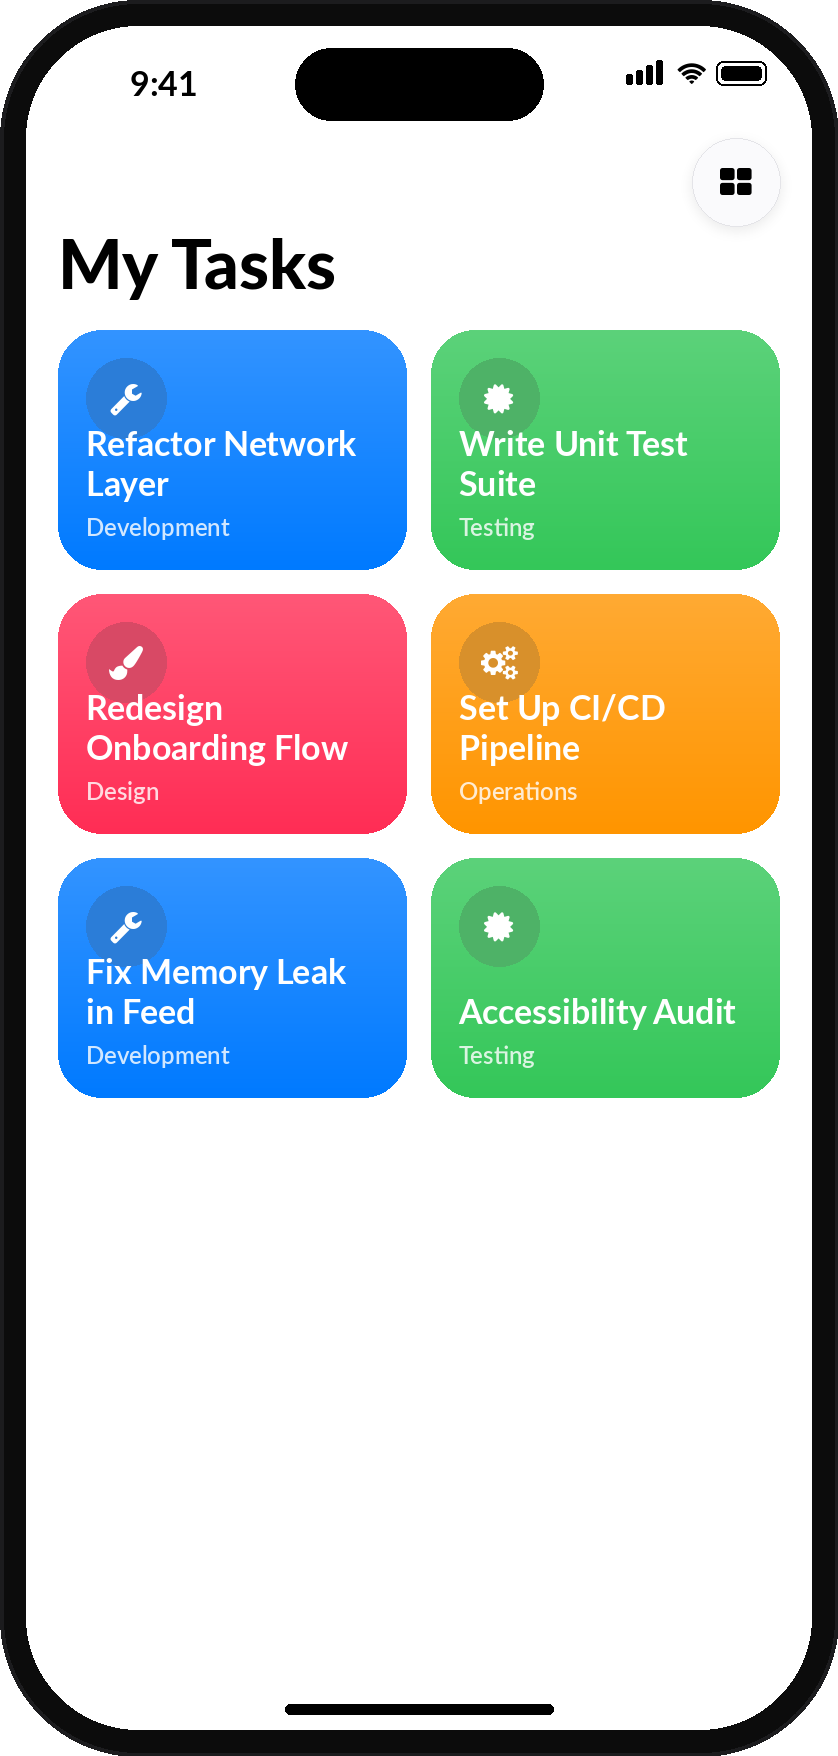 9:41
My Tasks
Refactor Network
Layer
Development
Write Unit Test
Suite
Testing
Redesign
Onboarding Flow
Design
Set Up CI/CD
Pipeline
Operations
Fix Memory Leak
in Feed
Development
Accessibility Audit
Testing